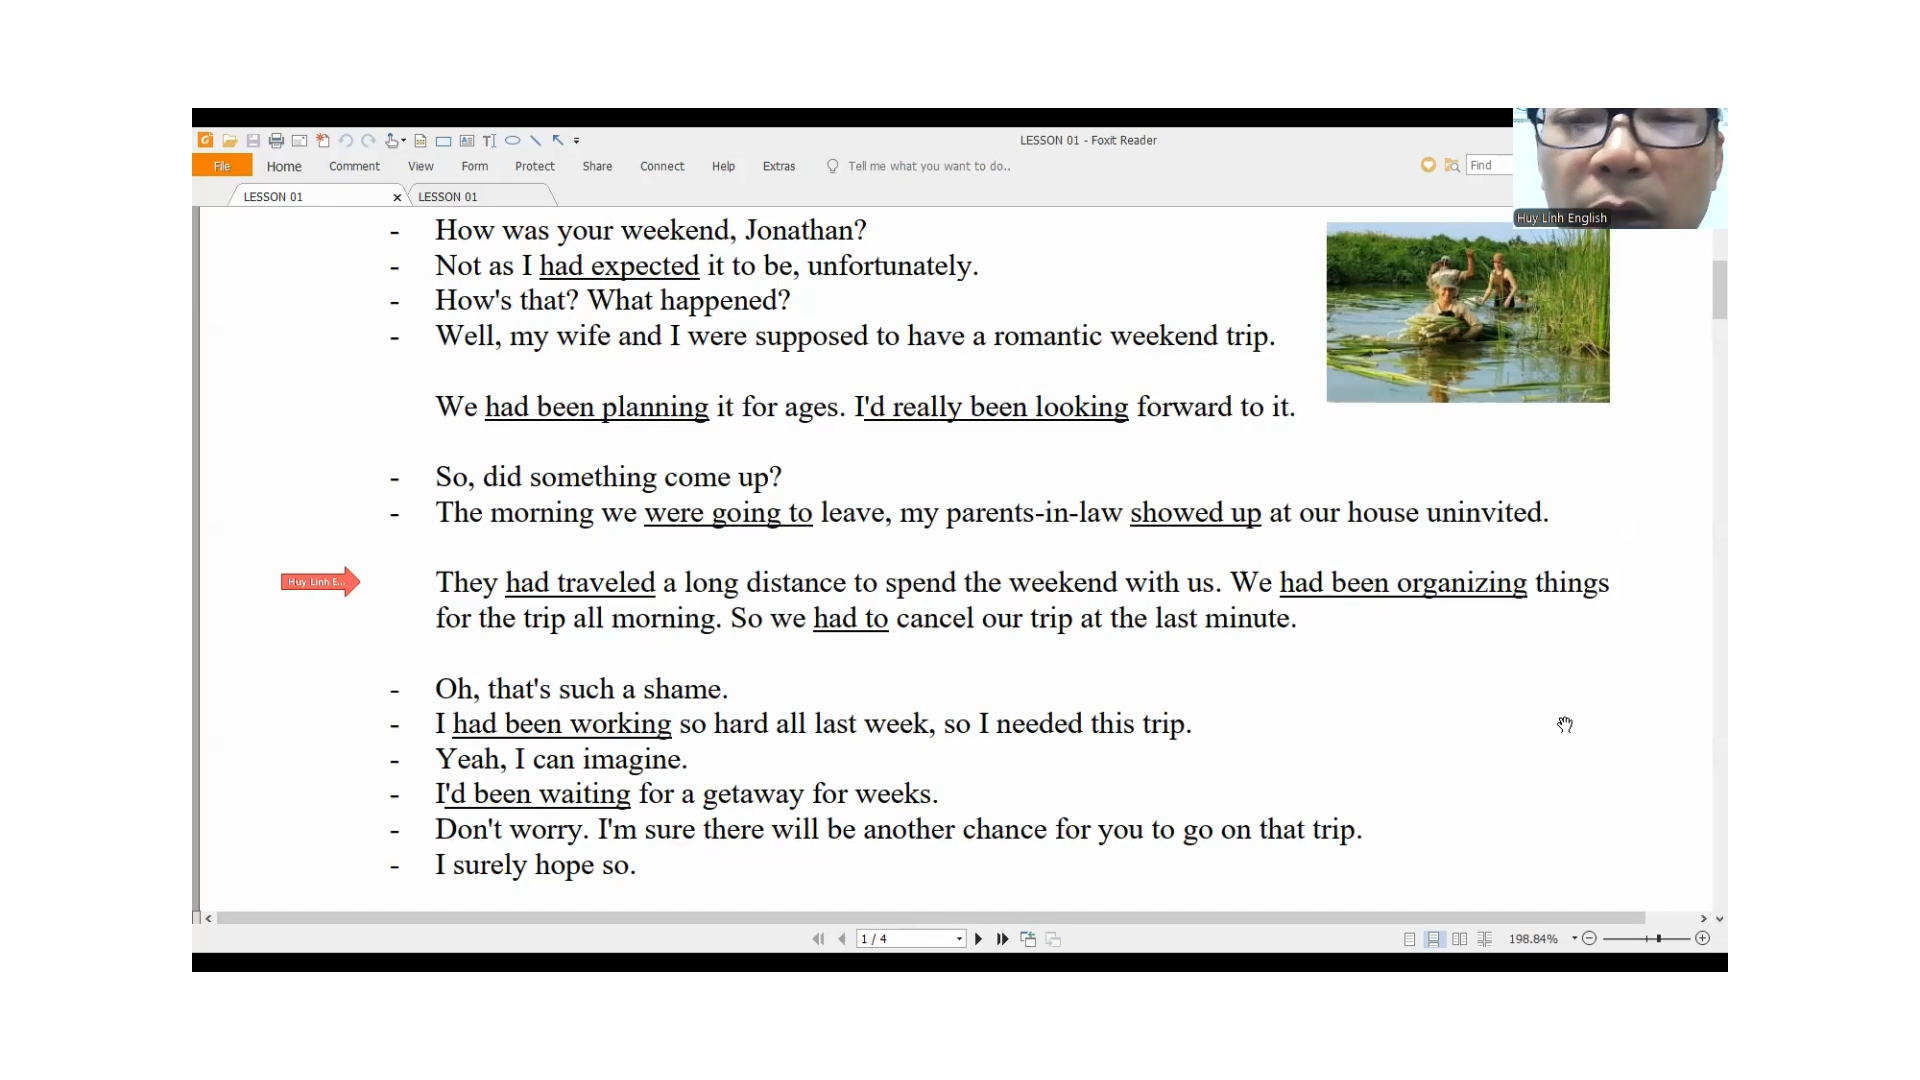 LESSON 01 - Foxit Reader
File Home Comment View Form Protect Share Connect Help Extras Tell me what you want to do.. Find
LESSON 01 x LESSON 01
Huy Linh English
- How was your weekend, Jonathan?
- Not as I had expected it to be, unfortunately.
- How's that? What happened?
- Well, my wife and I were supposed to have a romantic weekend trip.
We had been planning it for ages. I'd really been looking forward to it.
- So, did something come up?
- The morning we were going to leave, my parents-in-law showed up at our house uninvited.
Huy Linh E...
They had traveled a long distance to spend the weekend with us. We had been organizing things
for the trip all morning. So we had to cancel our trip at the last minute.
- Oh, that's such a shame.
- I had been working so hard all last week, so I needed this trip.
- Yeah, I can imagine.
- I'd been waiting for a getaway for weeks.
- Don't worry. I'm sure there will be another chance for you to go on that trip.
- I surely hope so.
1 / 4 198.84%